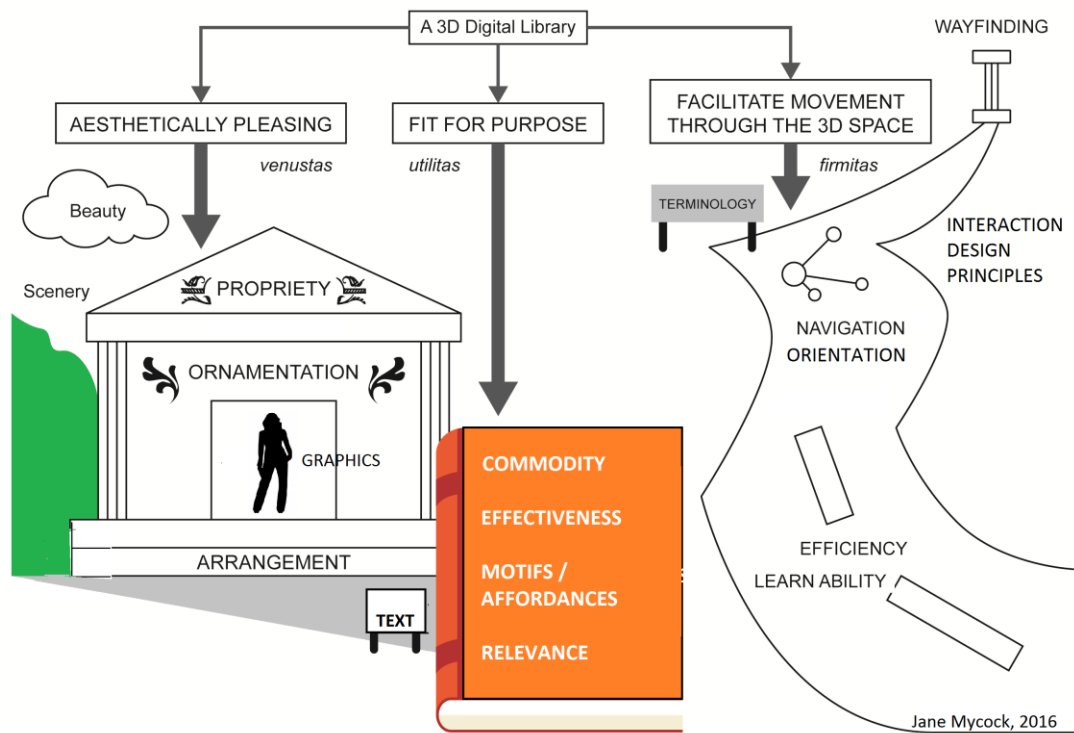 A 3D Digital Library
WAYFINDING
AESTHETICALLY PLEASING
FIT FOR PURPOSE
FACILITATE MOVEMENT
THROUGH THE 3D SPACE
venustas
utilitas
firmitas
Beauty
TERMINOLOGY
INTERACTION
DESIGN
PRINCIPLES
Scenery
PROPRIETY
NAVIGATION
ORIENTATION
ORNAMENTATION
GRAPHICS
COMMODITY
EFFECTIVENESS
MOTIFS /
AFFORDANCES
RELEVANCE
ARRANGEMENT
TEXT
EFFICIENCY
LEARN ABILITY
Jane Mycock, 2016